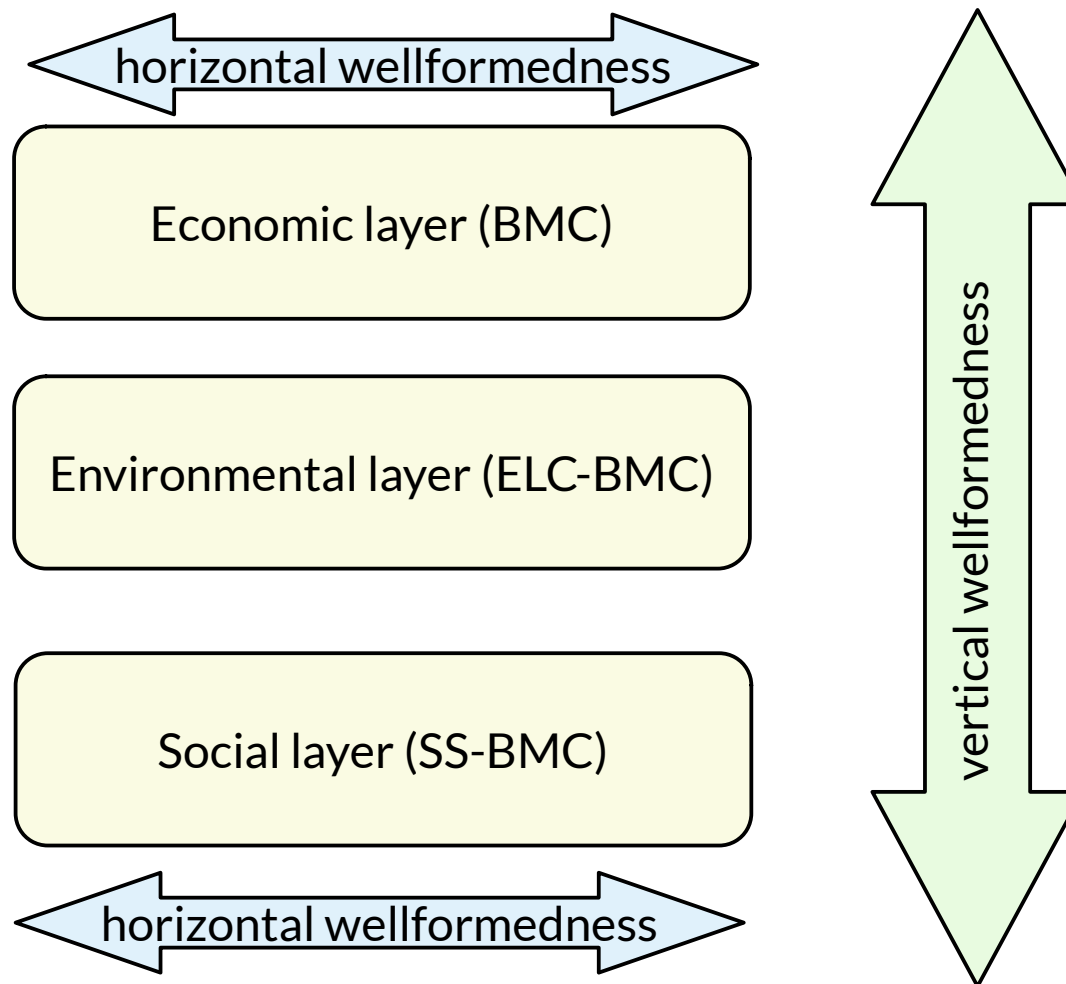 horizontal wellformedness
Economic layer (BMC)
Environmental layer (ELC-BMC)
Social layer (SS-BMC)
horizontal wellformedness
vertical wellformedness